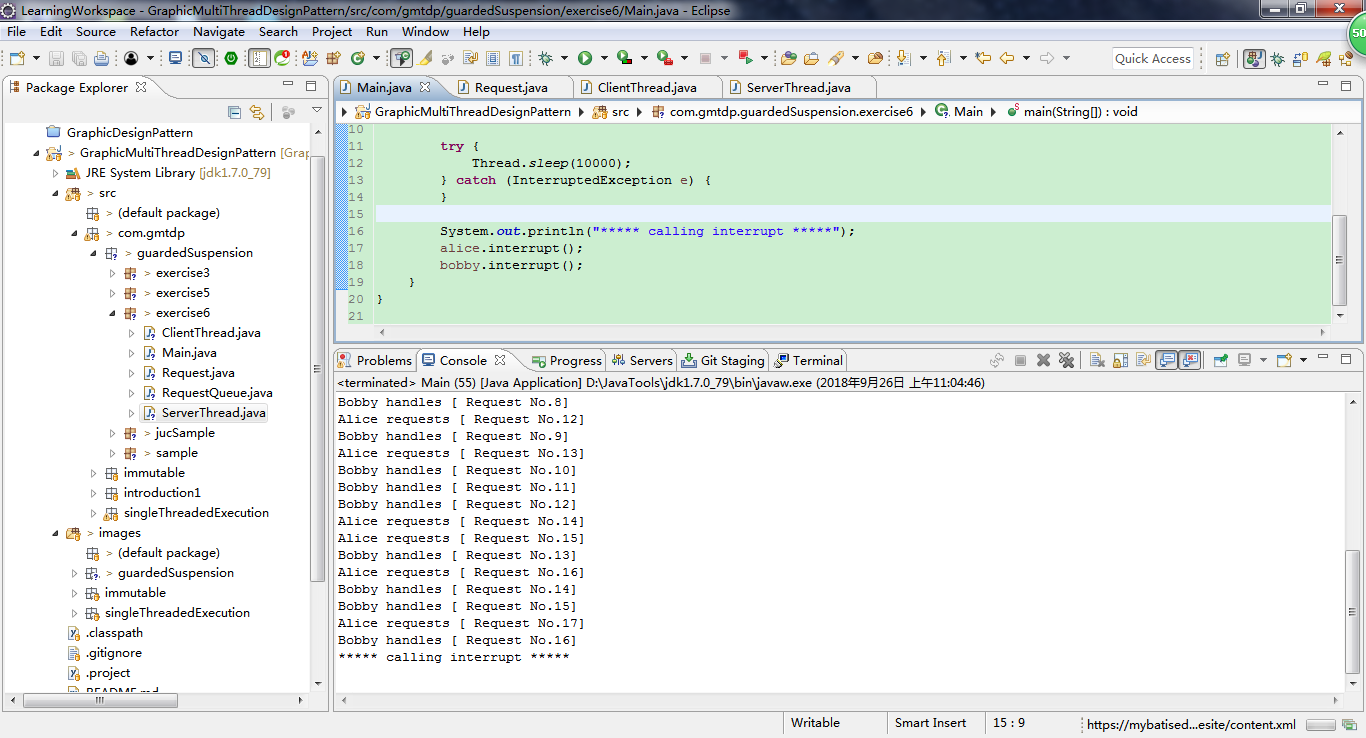 LearningWorkspace - GraphicMultiThreadDesignPattern/src/com/gmtdp/guardedSuspension/exercise6/Main.java - Eclipse
File Edit Source Refactor Navigate Search Project Run Window Help
50
Quick Access
Package Explorer
GraphicDesignPattern
> GraphicMultiThreadDesignPattern [Grap
JRE System Library [jdk1.7.0_79]
> src
> (default package)
> com.gmtdp
> guardedSuspension
> exercise3
> exercise5
> exercise6
ClientThread.java
Main.java
Request.java
RequestQueue.java
ServerThread.java
> jucSample
> sample
immutable
introduction1
singleThreadedExecution
> images
> (default package)
> guardedSuspension
immutable
singleThreadedExecution
.classpath
.gitignore
.project
README.md
Main.java Request.java ClientThread.java ServerThread.java
GraphicMultiThreadDesignPattern src com.gmtdp.guardedSuspension.exercise6 Main main(String[]) : void
10
11 try {
12 Thread.sleep(10000);
13 } catch (InterruptedException e) {
14 }
15
16 System.out.println("***** calling interrupt *****");
17 alice.interrupt();
18 bobby.interrupt();
19 }
20 }
21
Problems Console Progress Servers Git Staging Terminal
<terminated> Main (55) [Java Application] D:\JavaTools\jdk1.7.0_79\bin\javaw.exe (2018年9月26日 上午11:04:46)
Bobby handles [ Request No.8]
Alice requests [ Request No.12]
Bobby handles [ Request No.9]
Alice requests [ Request No.13]
Bobby handles [ Request No.10]
Bobby handles [ Request No.11]
Bobby handles [ Request No.12]
Alice requests [ Request No.14]
Alice requests [ Request No.15]
Bobby handles [ Request No.13]
Alice requests [ Request No.16]
Bobby handles [ Request No.14]
Bobby handles [ Request No.15]
Alice requests [ Request No.17]
Bobby handles [ Request No.16]
***** calling interrupt *****
Writable Smart Insert 15 : 9 https://mybatised...esite/content.xml